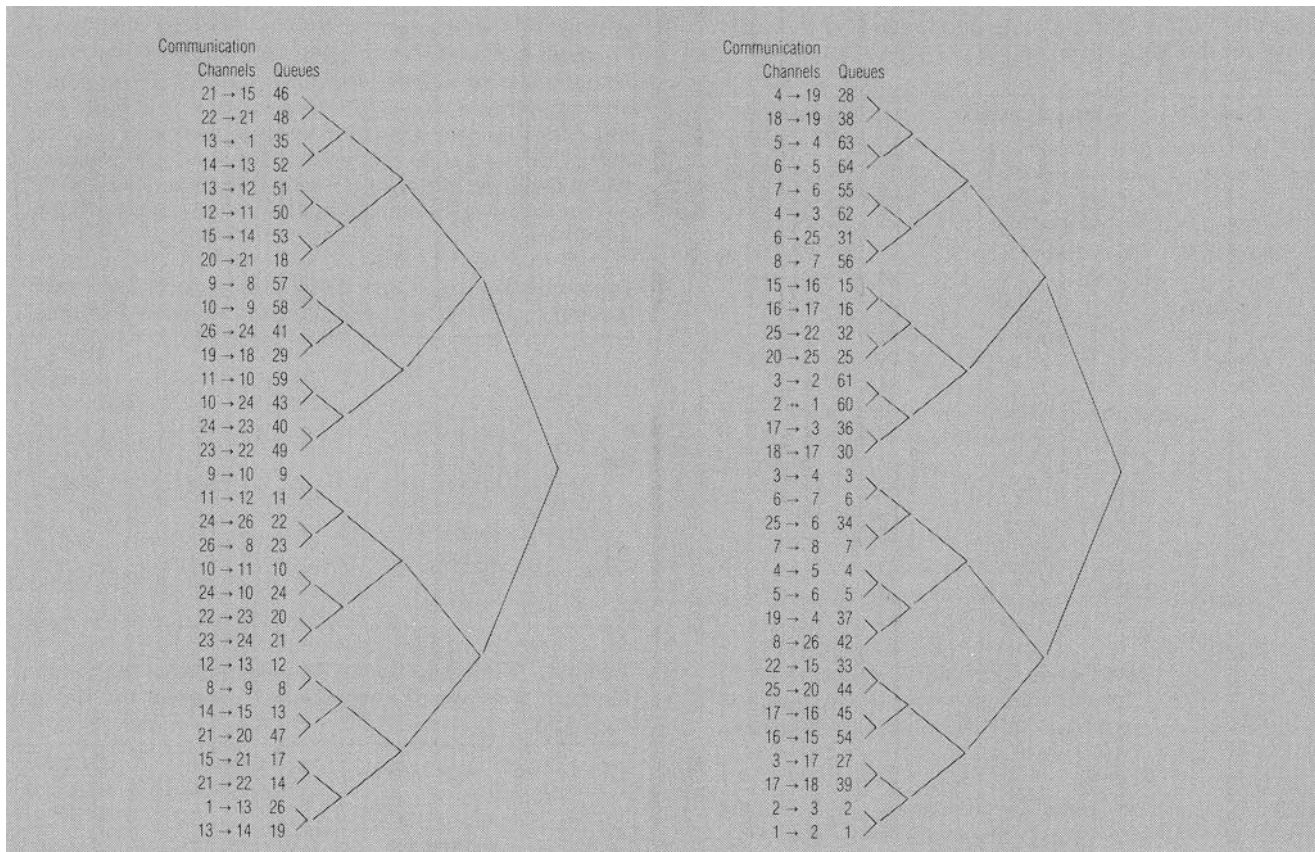 Communication
Channels Queues
21 → 15 46
22 → 21 48
13 → 1 35
14 → 13 52
13 → 12 51
12 → 11 50
15 → 14 53
20 → 21 18
9 → 8 57
10 → 9 58
26 → 24 41
19 → 18 29
11 → 10 59
10 → 24 43
24 → 23 40
23 → 22 49
9 → 10 9
11 → 12 11
24 → 26 22
26 → 8 23
10 → 11 10
24 → 10 24
22 → 23 20
23 → 24 21
12 → 13 12
8 → 9 8
14 → 15 13
21 → 20 47
15 → 21 17
21 → 22 14
1 → 13 26
13 → 14 19
Communication
Channels Queues
4 → 19 28
18 → 19 38
5 → 4 63
6 → 5 64
7 → 6 55
4 → 3 62
6 → 25 31
8 → 7 56
15 → 16 15
16 → 17 16
25 → 22 32
20 → 25 25
3 → 2 61
2 → 1 60
17 → 3 36
18 → 17 30
3 → 4 3
6 → 7 6
25 → 6 34
7 → 8 7
4 → 5 4
5 → 6 5
19 → 4 37
8 → 26 42
22 → 15 33
25 → 20 44
17 → 16 45
16 → 15 54
3 → 17 27
17 → 18 39
2 → 3 2
1 → 2 1